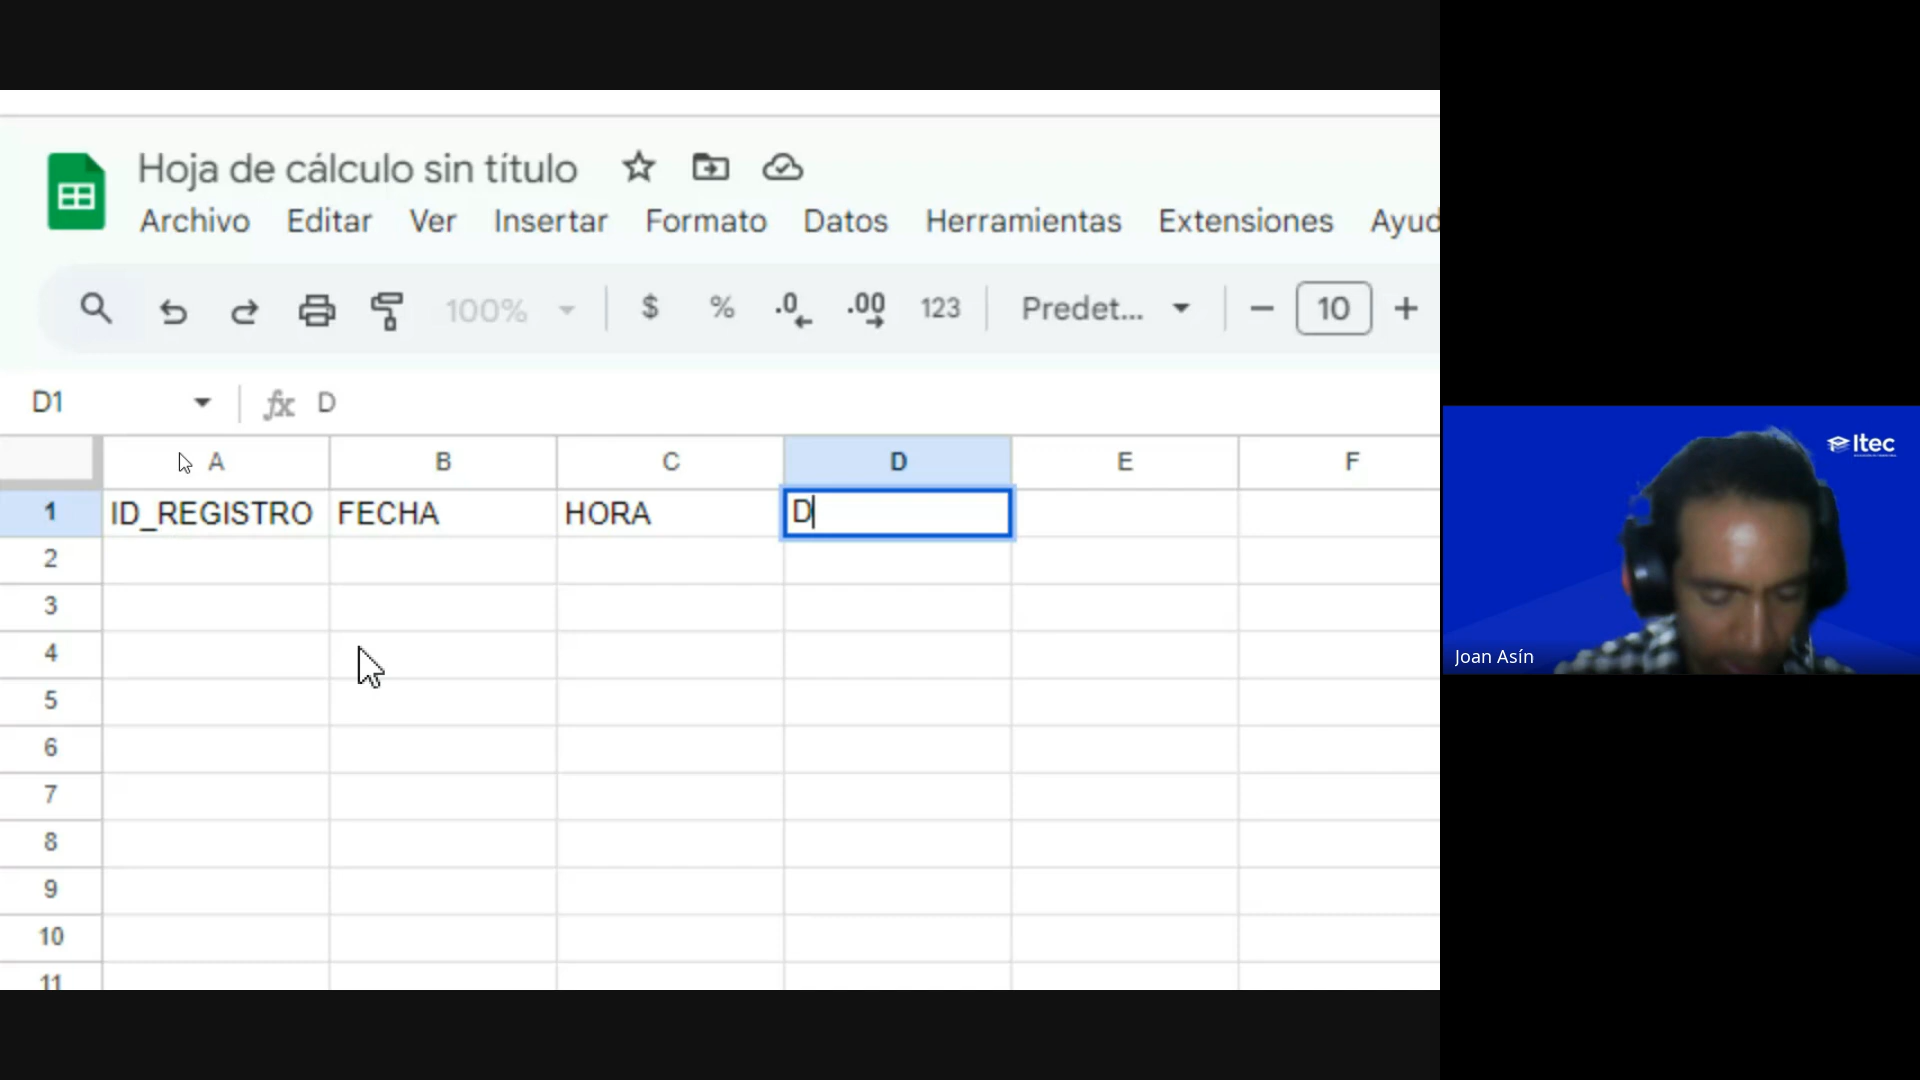 Hoja de cálculo sin título
Archivo Editar Ver Insertar Formato Datos Herramientas Extensiones Ayud
100% $ % .0 .00 123 Predet... − 10 +
D1 fx D
A B C D E F
1 ID_REGISTRO FECHA HORA D
2
3
4
5
6
7
8
9
10
11
Itec
Joan Asín